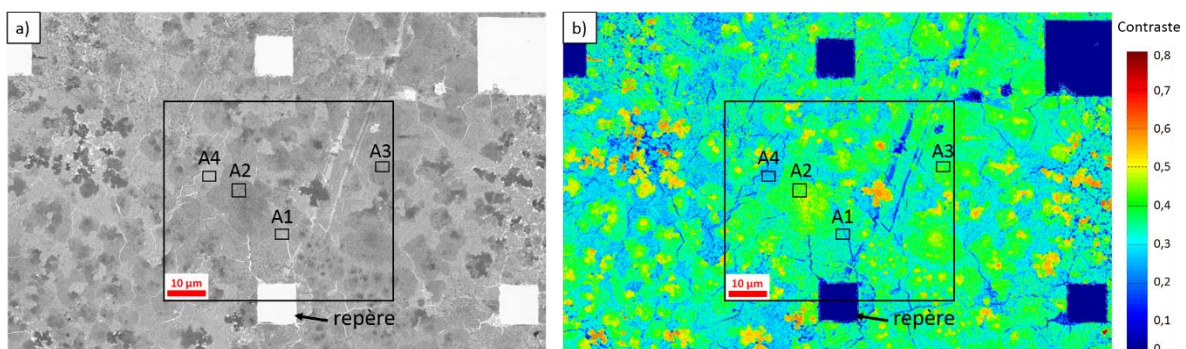 a)
A4
A2
A3
A1
10 µm
repère
b)
A4
A2
A3
A1
10 µm
repère
Contraste
0,8
0,7
0,6
0,5
0,4
0,3
0,2
0,1
0